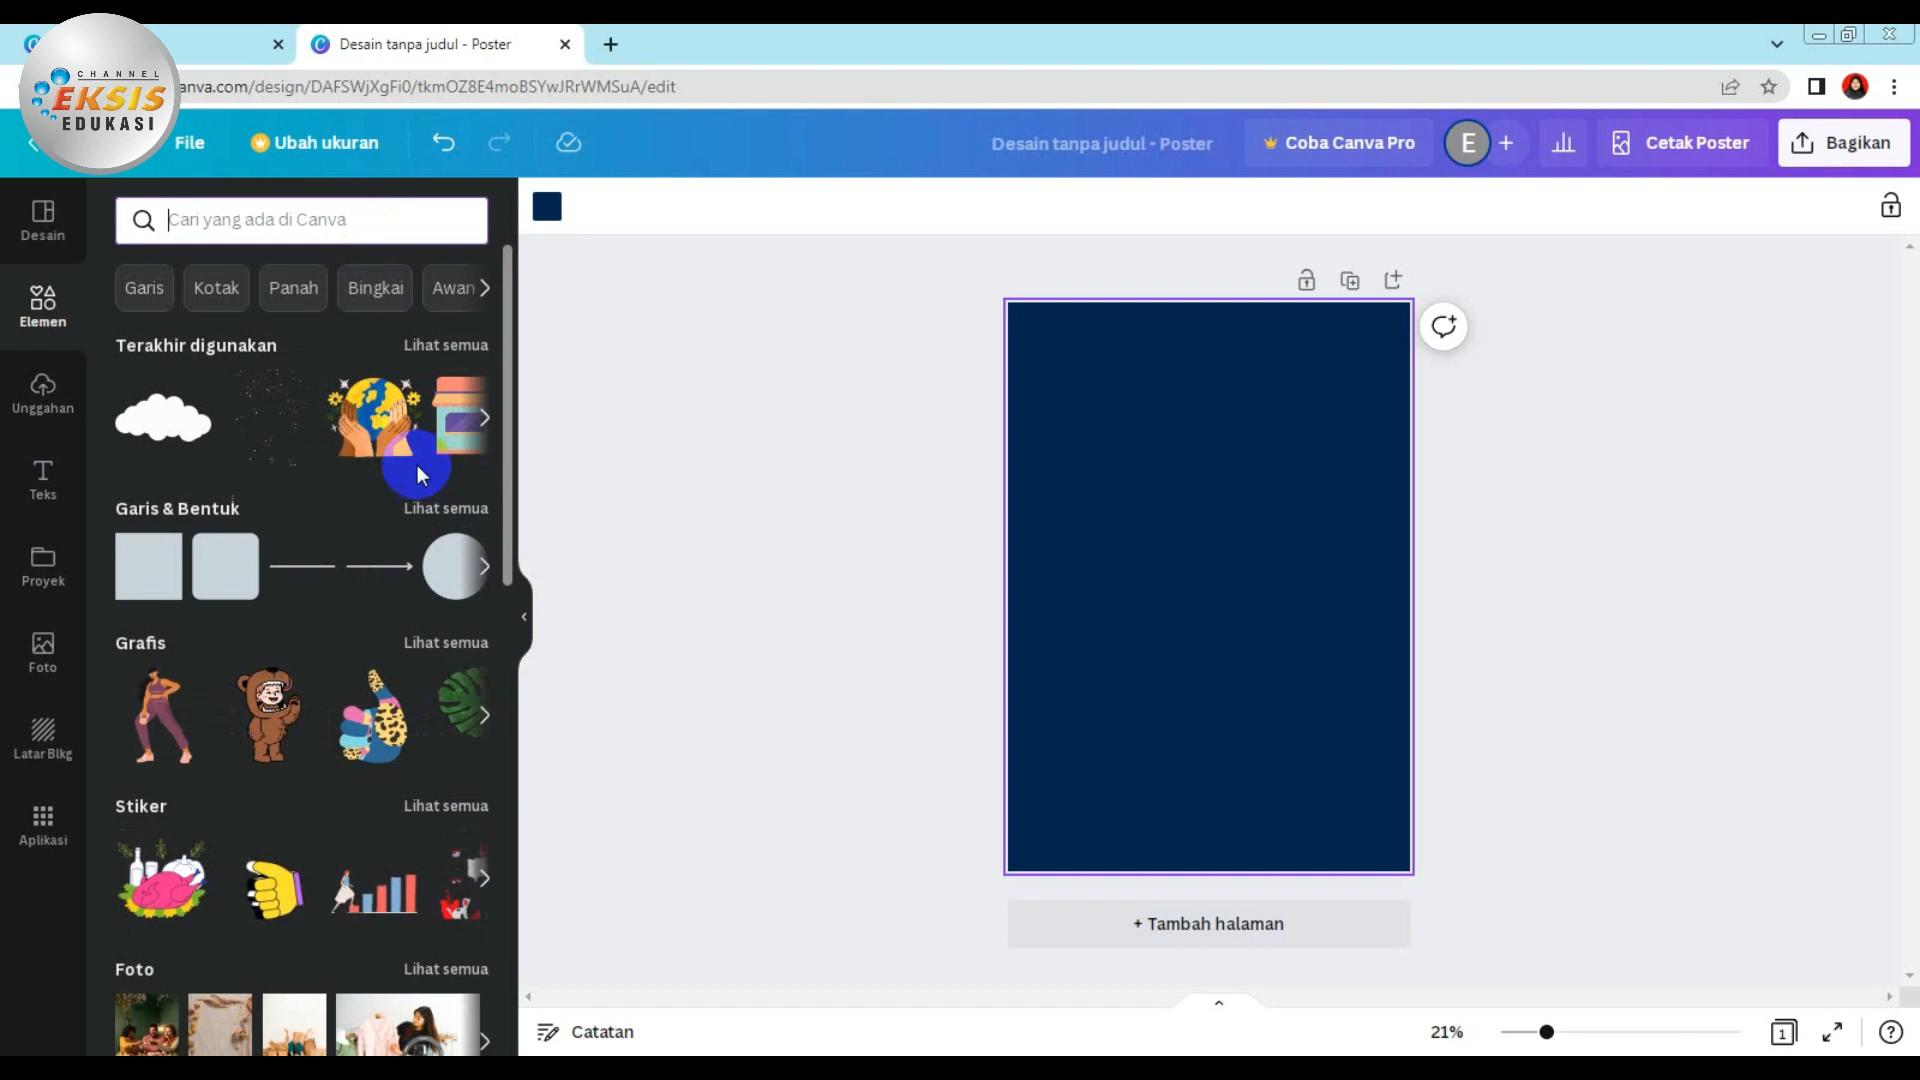 Desain tanpa judul - Poster
CHANNEL
EKSIS
EDUKASI
anva.com/design/DAFSWjXgFi0/tkmOZ8E4moBSYwJRrWMSuA/edit
File
Ubah ukuran
Desain tanpa judul - Poster
Coba Canva Pro
E
Cetak Poster
Bagikan
Desain
Elemen
Unggahan
Teks
Proyek
Foto
Latar Blkg
Aplikasi
Cari yang ada di Canva
Garis
Kotak
Panah
Bingkai
Awan
Terakhir digunakan
Lihat semua
Garis & Bentuk
Lihat semua
Grafis
Lihat semua
Stiker
Lihat semua
Foto
Lihat semua
+ Tambah halaman
Catatan
21%
1